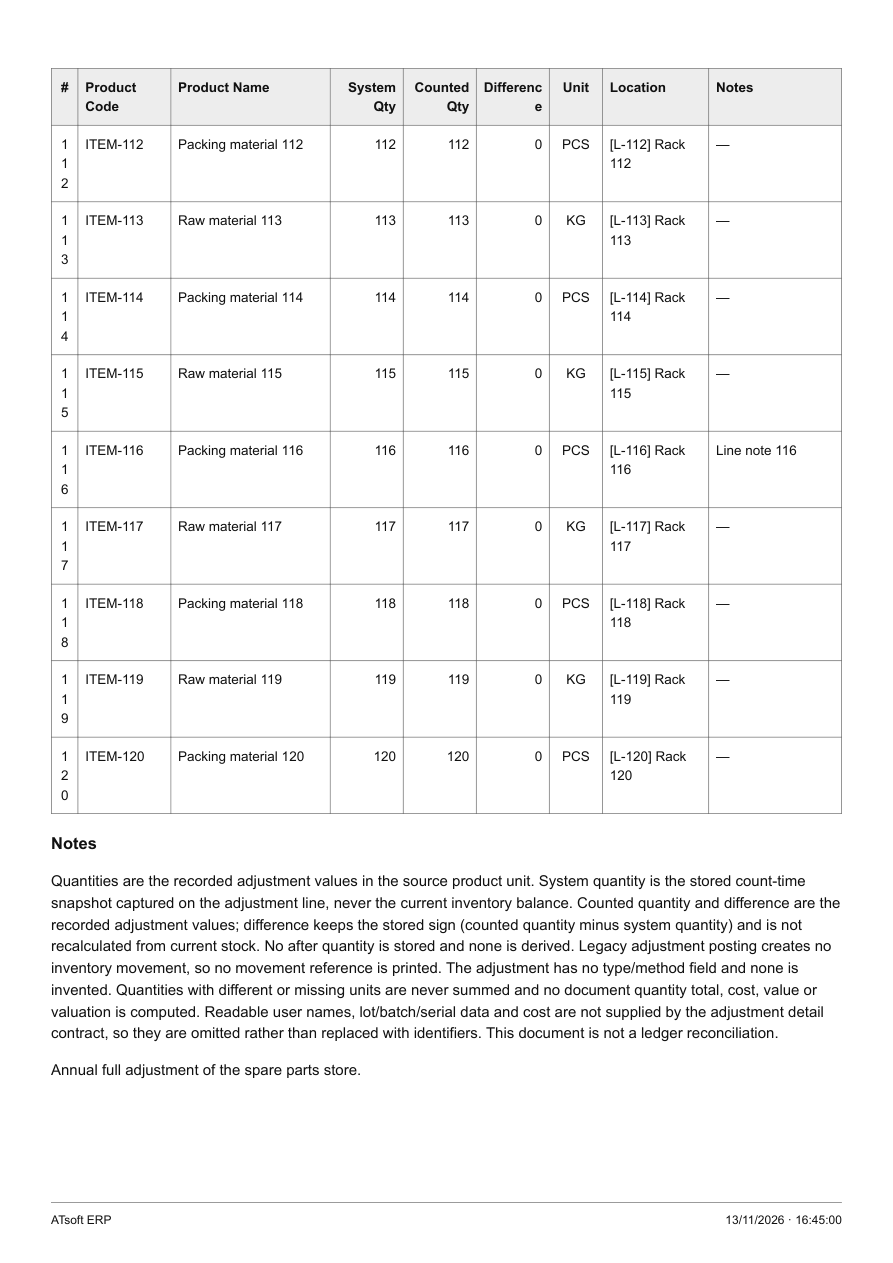 # Product Code Product Name System Qty Counted Qty Difference Unit Location Notes
112 ITEM-112 Packing material 112 112 112 0 PCS [L-112] Rack 112 —
113 ITEM-113 Raw material 113 113 113 0 KG [L-113] Rack 113 —
114 ITEM-114 Packing material 114 114 114 0 PCS [L-114] Rack 114 —
115 ITEM-115 Raw material 115 115 115 0 KG [L-115] Rack 115 —
116 ITEM-116 Packing material 116 116 116 0 PCS [L-116] Rack 116 Line note 116
117 ITEM-117 Raw material 117 117 117 0 KG [L-117] Rack 117 —
118 ITEM-118 Packing material 118 118 118 0 PCS [L-118] Rack 118 —
119 ITEM-119 Raw material 119 119 119 0 KG [L-119] Rack 119 —
120 ITEM-120 Packing material 120 120 120 0 PCS [L-120] Rack 120 —
Notes
Quantities are the recorded adjustment values in the source product unit. System quantity is the stored count-time
snapshot captured on the adjustment line, never the current inventory balance. Counted quantity and difference are the
recorded adjustment values; difference keeps the stored sign (counted quantity minus system quantity) and is not
recalculated from current stock. No after quantity is stored and none is derived. Legacy adjustment posting creates no
inventory movement, so no movement reference is printed. The adjustment has no type/method field and none is
invented. Quantities with different or missing units are never summed and no document quantity total, cost, value or
valuation is computed. Readable user names, lot/batch/serial data and cost are not supplied by the adjustment detail
contract, so they are omitted rather than replaced with identifiers. This document is not a ledger reconciliation.
Annual full adjustment of the spare parts store.
ATsoft ERP 13/11/2026 · 16:45:00